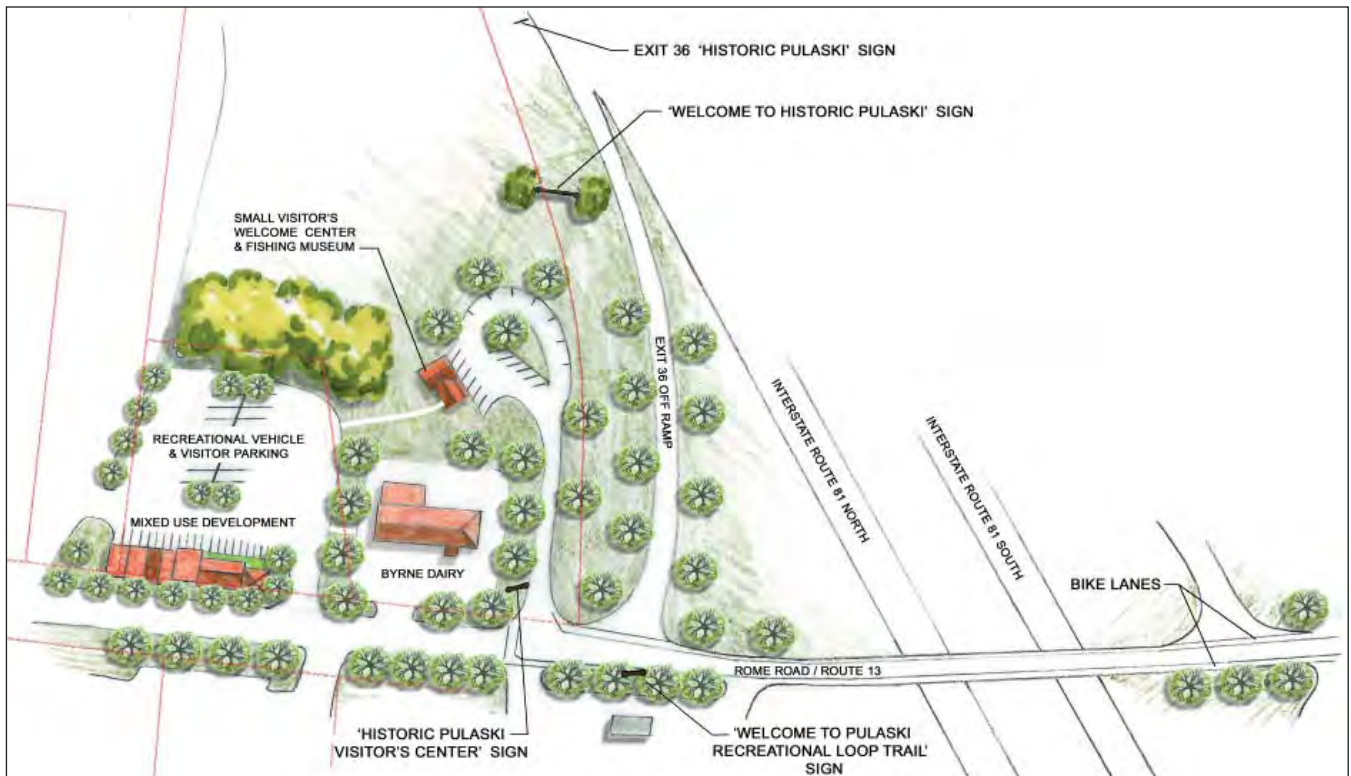 EXIT 36 'HISTORIC PULASKI' SIGN
'WELCOME TO HISTORIC PULASKI' SIGN
SMALL VISITOR'S
WELCOME CENTER
& FISHING MUSEUM
EXIT 36 OFF RAMP
INTERSTATE ROUTE 81 NORTH
INTERSTATE ROUTE 81 SOUTH
RECREATIONAL VEHICLE
& VISITOR PARKING
MIXED USE DEVELOPMENT
BYRNE DAIRY
BIKE LANES
ROME ROAD / ROUTE 13
'HISTORIC PULASKI
VISITOR'S CENTER' SIGN
'WELCOME TO PULASKI
RECREATIONAL LOOP TRAIL'
SIGN